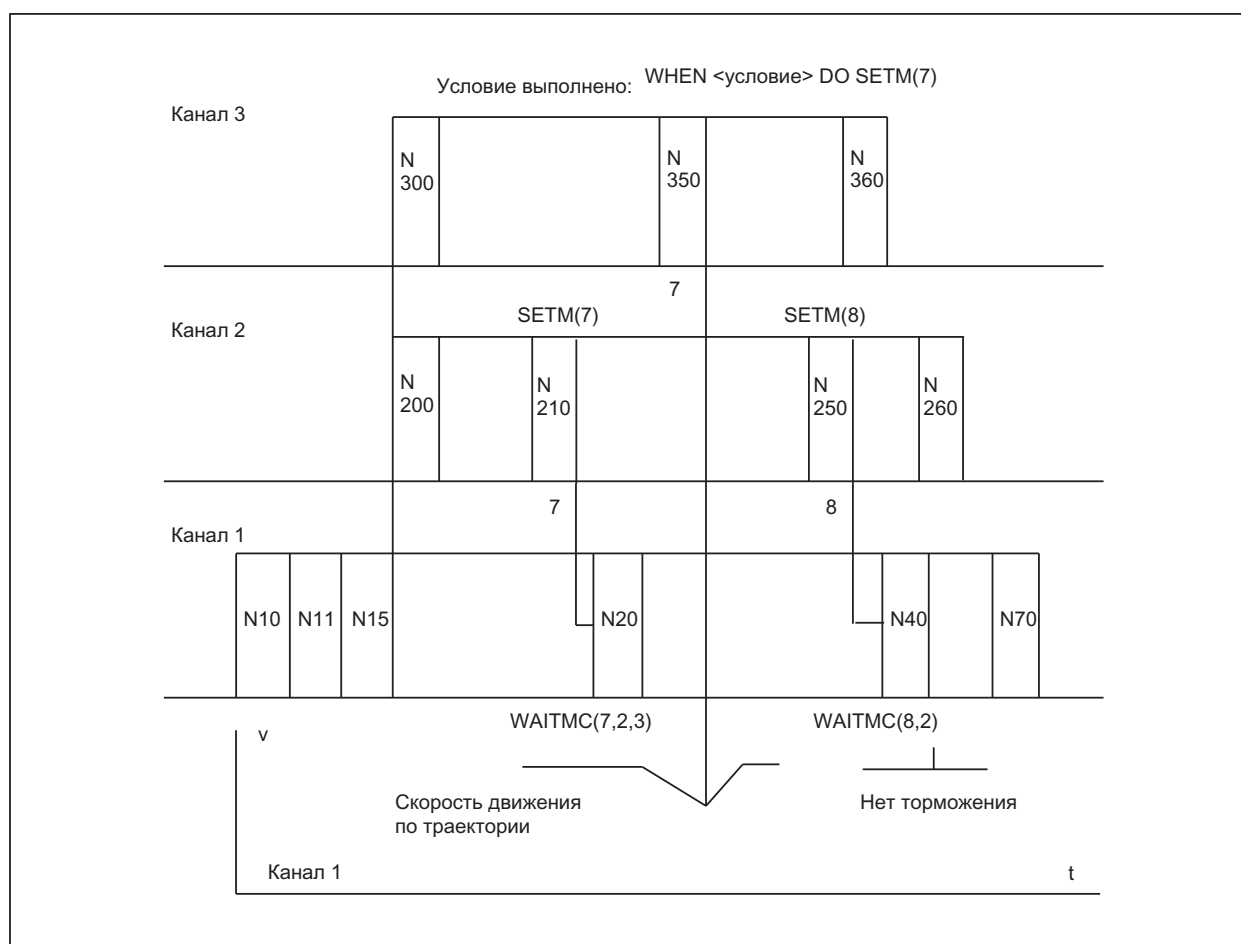 Условие выполнено: WHEN <условие> DO SETM(7)
Канал 3
N
300
N
350
N
360
7
SETM(7)
SETM(8)
Канал 2
N
200
N
210
N
250
N
260
7
8
Канал 1
N10
N11
N15
N20
N40
N70
WAITMC(7,2,3)
WAITMC(8,2)
v
Скорость движения
по траектории
Нет торможения
Канал 1
t